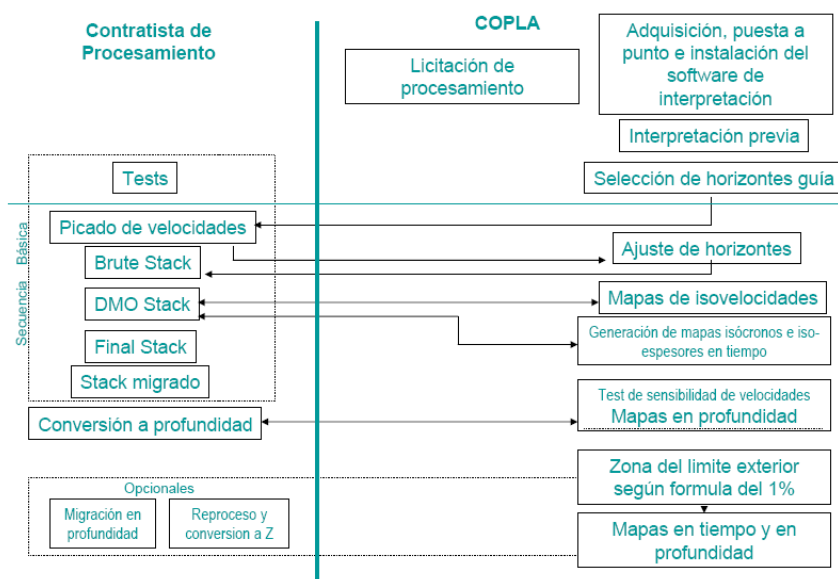 Contratista de
Procesamiento
COPLA
Licitación de
procesamiento
Adquisición, puesta a
punto e instalación del
software de
interpretación
Interpretación previa
Tests
Selección de horizontes guía
Secuencia Básica
Picado de velocidades
Ajuste de horizontes
Brute Stack
DMO Stack
Mapas de isovelocidades
Generación de mapas isócronos e iso-
espesores en tiempo
Final Stack
Stack migrado
Test de sensibilidad de velocidades
Mapas en profundidad
Conversión a profundidad
Zona del limite exterior
según formula del 1%
Opcionales
Migración en
profundidad
Reproceso y
conversion a Z
Mapas en tiempo y en
profundidad